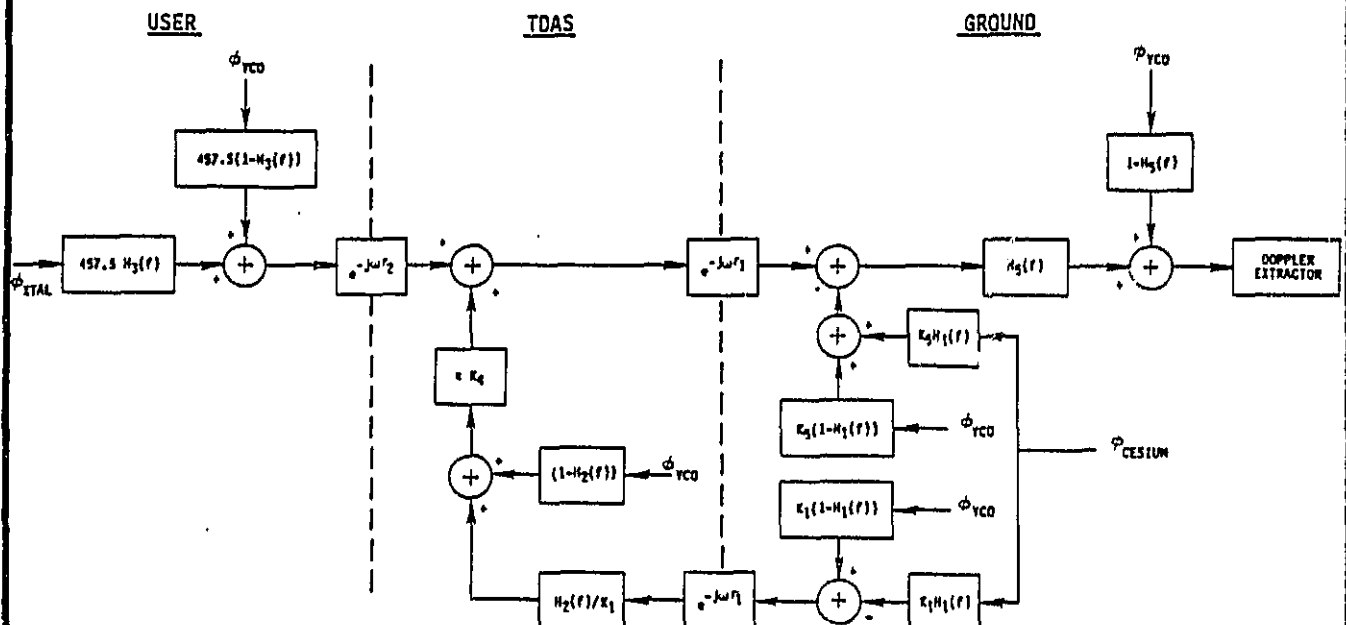 USER TDAS GROUND
φVCO φVCO
457.5(1-H3(f)) 1-H5(f)
φXTAL 457.5 H3(f) + + + e^-jωτ2 + + + e^-jωτ1 + + - H5(f) + + + DOPPLER
EXTRACTOR
+ + + K5H1(f)
K5(1-H1(f)) φVCO
φCESIUM
+ + + (1-H2(f)) φVCO
K1(1-H1(f)) φVCO
H2(f)/K1 e^-jωτ1 + + K1H1(f)